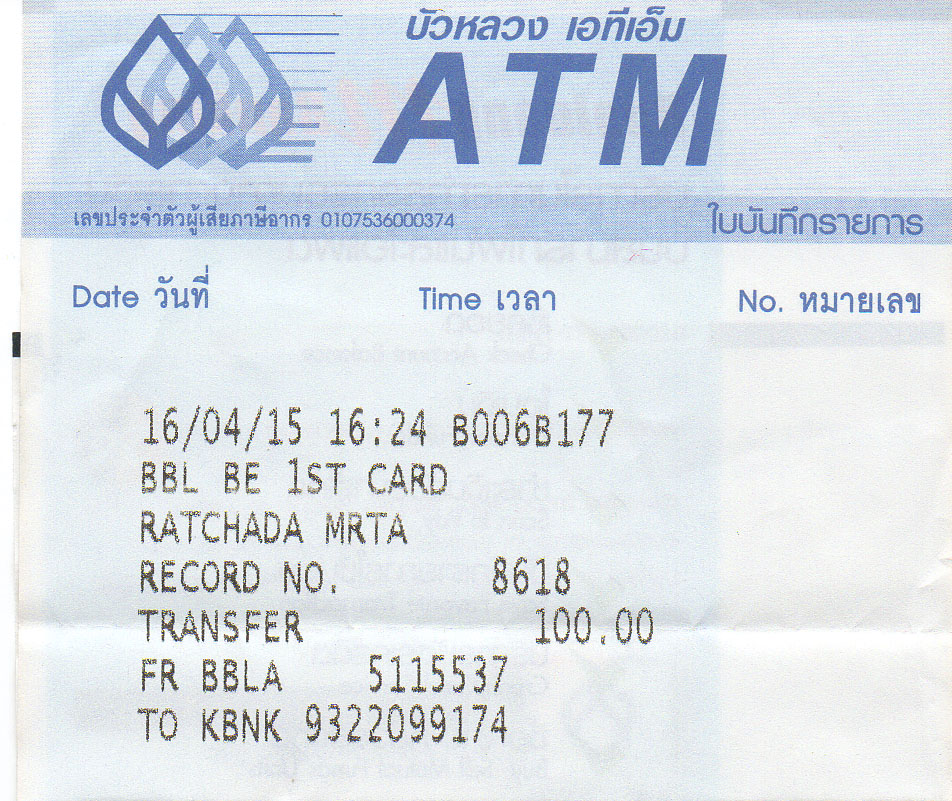 บัวหลวง เอทีเอ็ม
ATM
เลขประจำตัวผู้เสียภาษีอากร 0107536000374 ใบบันทึกรายการ
Date วันที่ Time เวลา No. หมายเลข
16/04/15 16:24 B006B177
BBL BE 1ST CARD
RATCHADA MRTA
RECORD NO. 8618
TRANSFER 100.00
FR BBLA 5115537
TO KBNK 9322099174